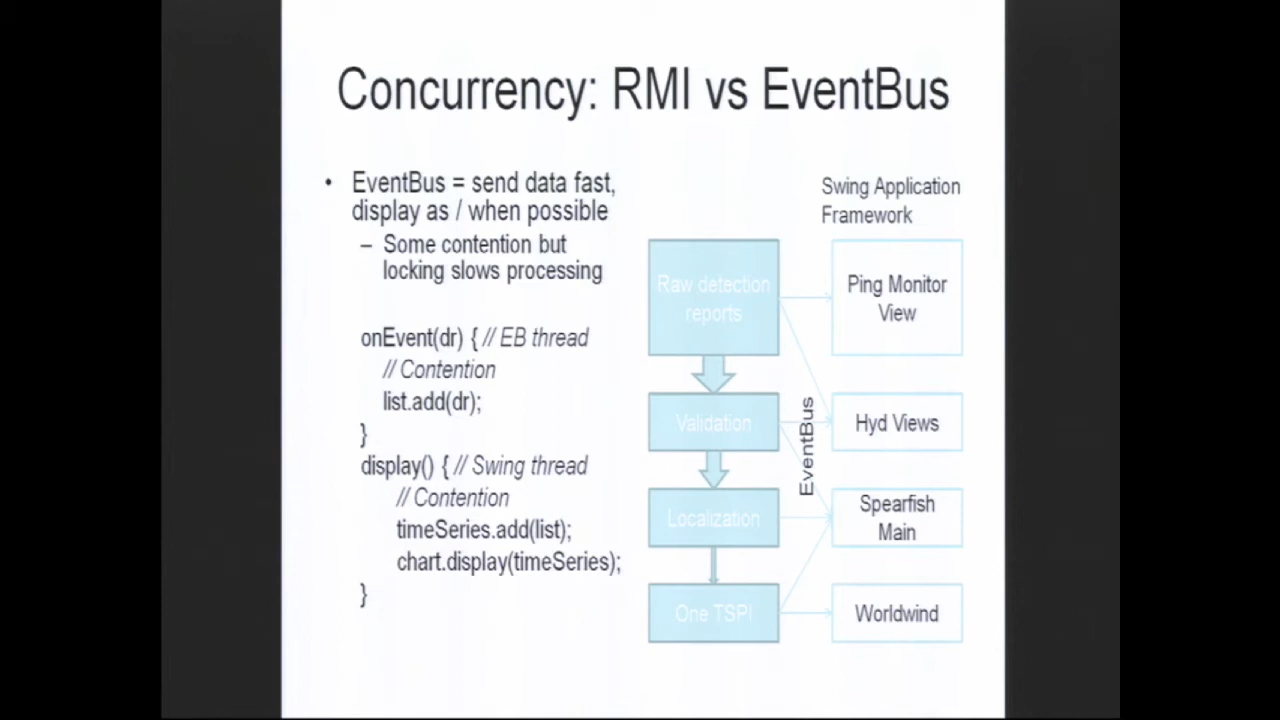 Concurrency: RMI vs EventBus
• EventBus = send data fast,
display as / when possible
– Some contention but
locking slows processing
onEvent(dr) { // EB thread
// Contention
list.add(dr);
}
display() { // Swing thread
// Contention
timeSeries.add(list);
chart.display(timeSeries);
}
Swing Application
Framework
Raw detection
reports
Validation
Localization
One TSPI
EventBus
Ping Monitor
View
Hyd Views
Spearfish
Main
Worldwind